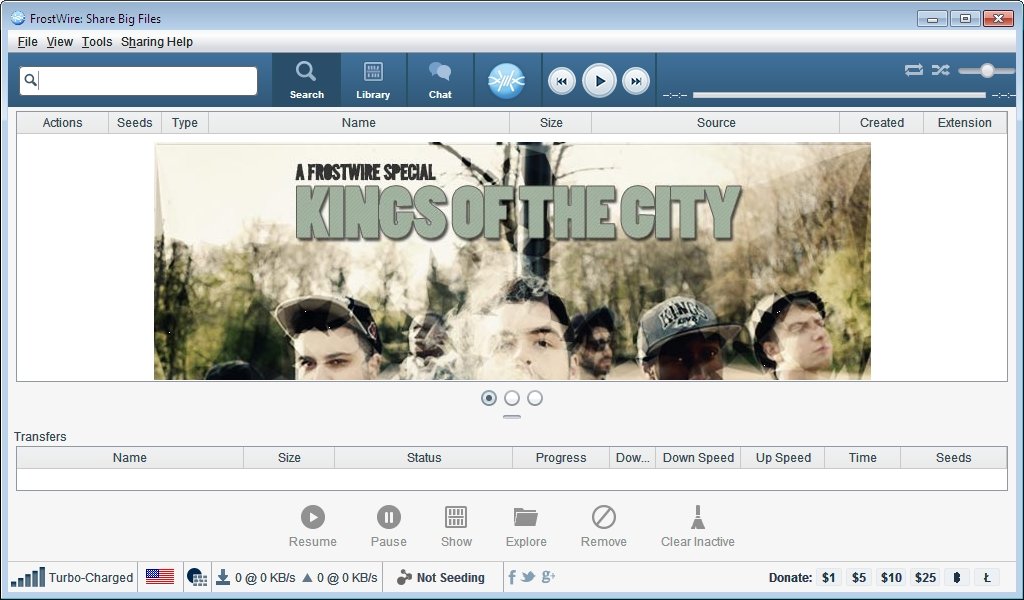 FrostWire: Share Big Files
File View Tools Sharing Help
Search Library Chat
--:-- --:--
Actions Seeds Type Name Size Source Created Extension
A FROSTWIRE SPECIAL
KINGS OF THE CITY
KINGS
Transfers
Name Size Status Progress Dow... Down Speed Up Speed Time Seeds
Resume Pause Show Explore Remove Clear Inactive
Turbo-Charged 0 @ 0 KB/s 0 @ 0 KB/s Not Seeding Donate: $1 $5 $10 $25 Ƀ Ł